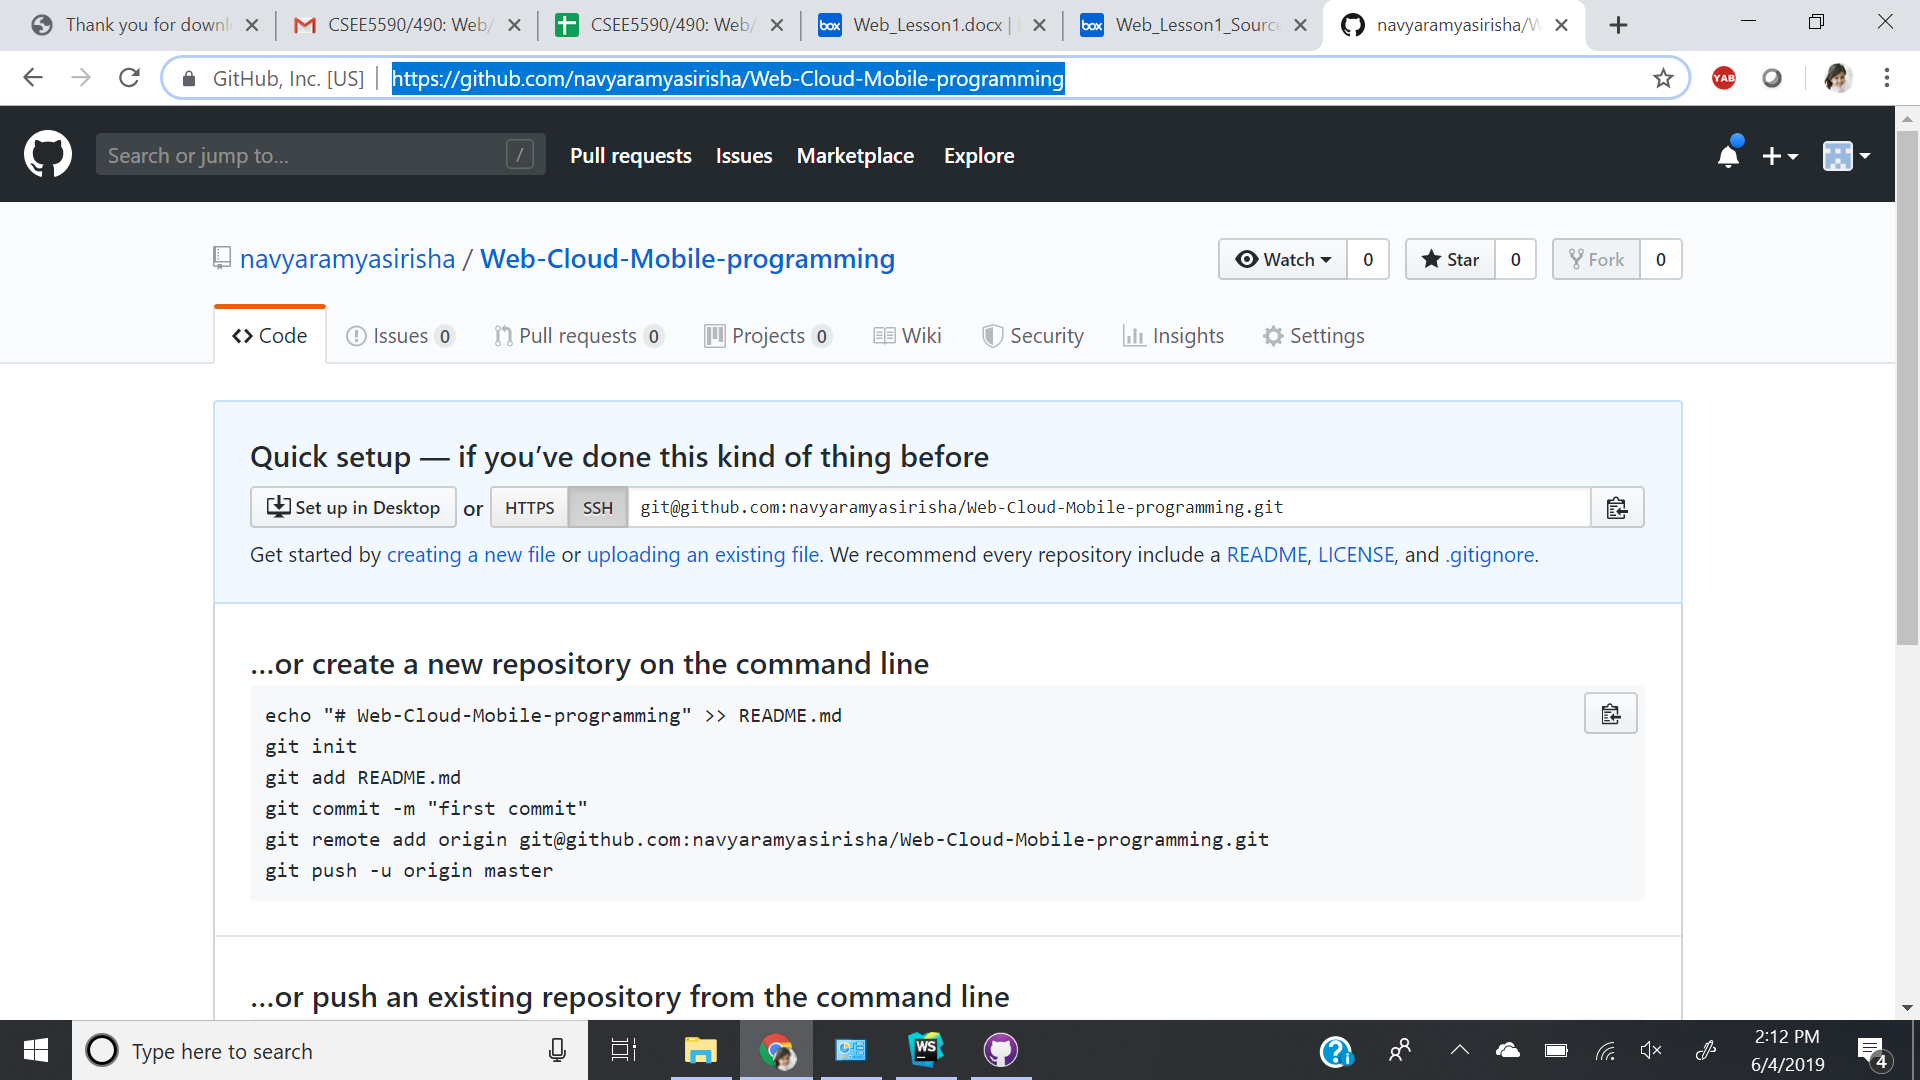 Thank you for downl
CSEE5590/490: Web/
CSEE5590/490: Web/
box
Web_Lesson1.docx |
box
Web_Lesson1_Source
navyaramyasirisha/W
GitHub, Inc. [US]
https://github.com/navyaramyasirisha/Web-Cloud-Mobile-programming
YAB
Search or jump to...
/
Pull requests
Issues
Marketplace
Explore
navyaramyasirisha / Web-Cloud-Mobile-programming
Watch
0
Star
0
Fork
0
Code
Issues 0
Pull requests 0
Projects 0
Wiki
Security
Insights
Settings
Quick setup — if you’ve done this kind of thing before
Set up in Desktop
or
HTTPS
SSH
git@github.com:navyaramyasirisha/Web-Cloud-Mobile-programming.git
Get started by creating a new file or uploading an existing file. We recommend every repository include a README, LICENSE, and .gitignore.
…or create a new repository on the command line
echo "# Web-Cloud-Mobile-programming" >> README.md
git init
git add README.md
git commit -m "first commit"
git remote add origin git@github.com:navyaramyasirisha/Web-Cloud-Mobile-programming.git
git push -u origin master
…or push an existing repository from the command line
Type here to search
WS
2:12 PM
6/4/2019
4